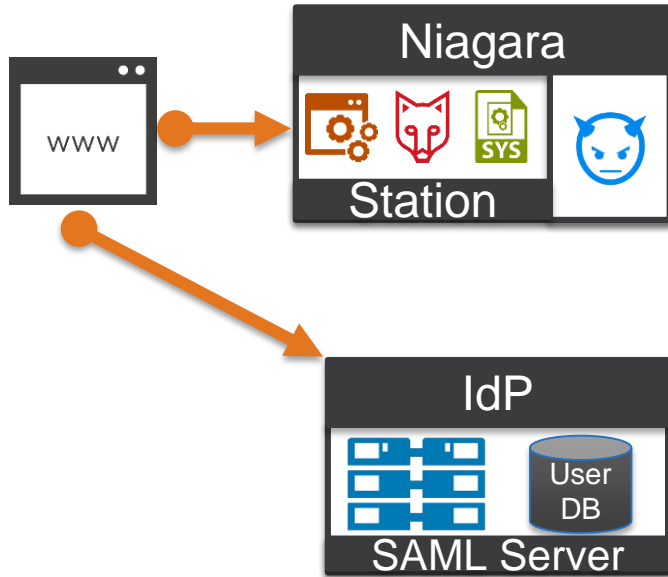 Niagara
www
SYS
Station
IdP
User
DB
SAML Server